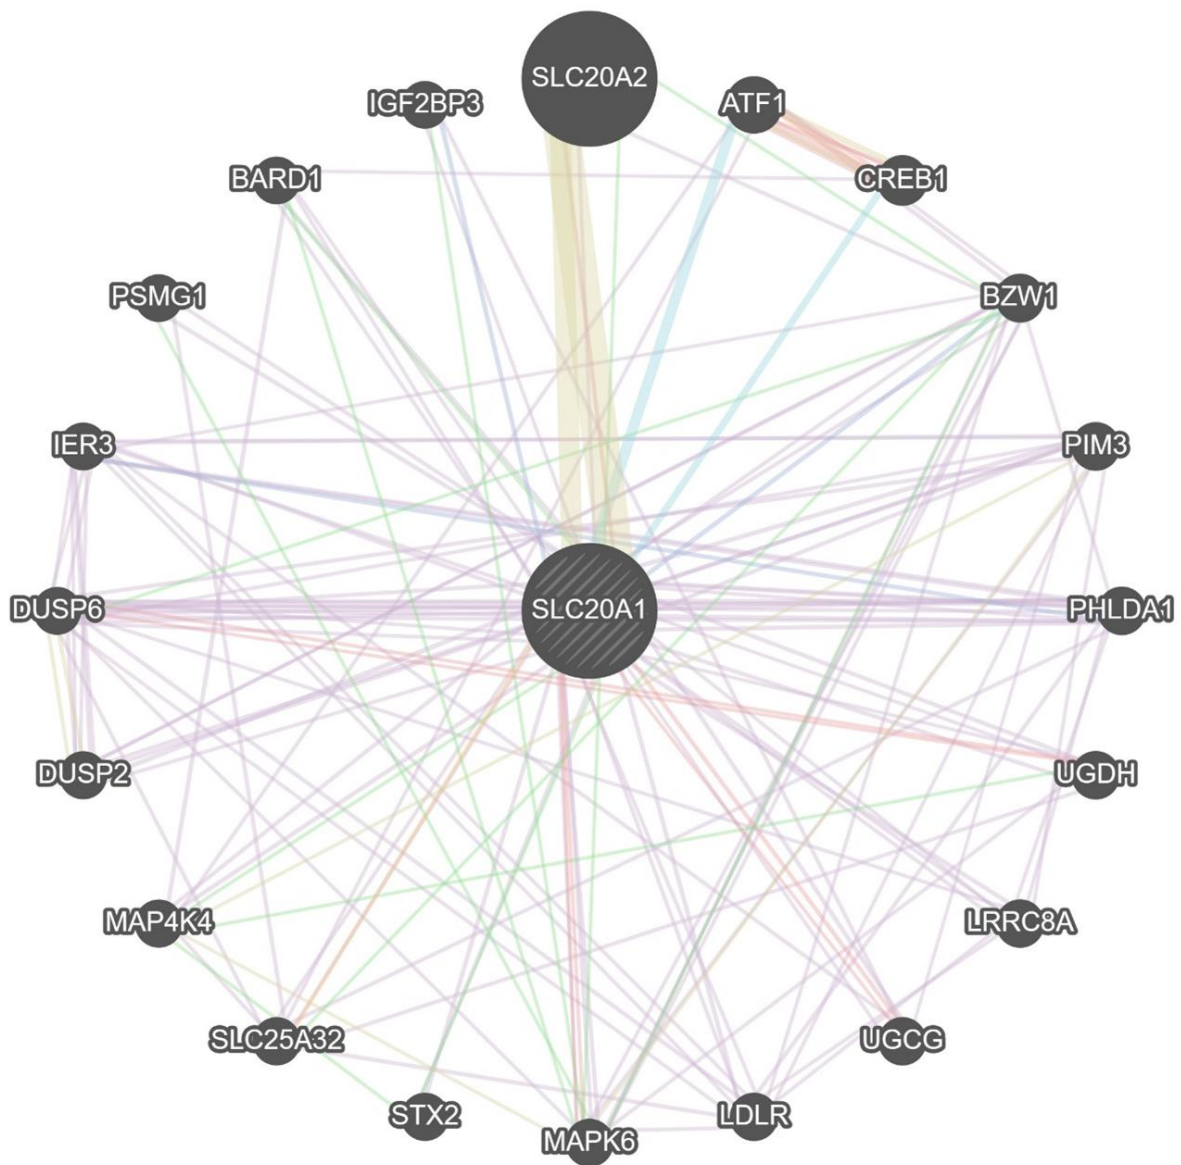 SLC20A2
IGF2BP3
ATF1
BARD1
CREB1
PSMG1
BZW1
IER3
PIM3
DUSP6
SLC20A1
PHLDA1
DUSP2
UGDH
MAP4K4
LRRC8A
SLC25A32
UGCG
STX2
LDLR
MAPK6